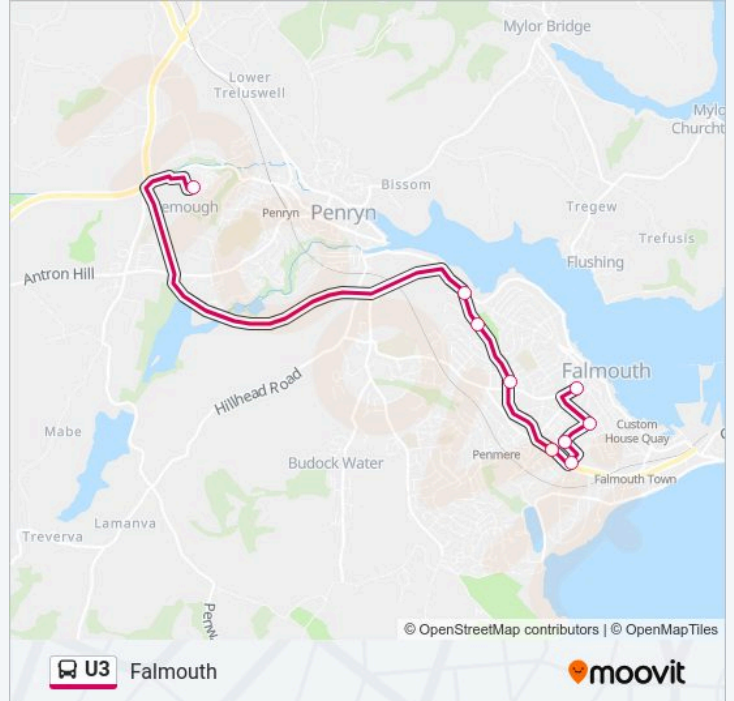 Mylor Bridge
Lower
Treluswell
Mylo
Churcht
Bissom
emough
Penryn
Penryn
Tregew
Trefusis
Flushing
Antron Hill
Falmouth
Hillhead Road
Custom
House Quay
Mabe
Penmere
Budock Water
Falmouth Town
Lamanva
Treverva
© OpenStreetMap contributors | © OpenMapTiles
U3 Falmouth
moovit